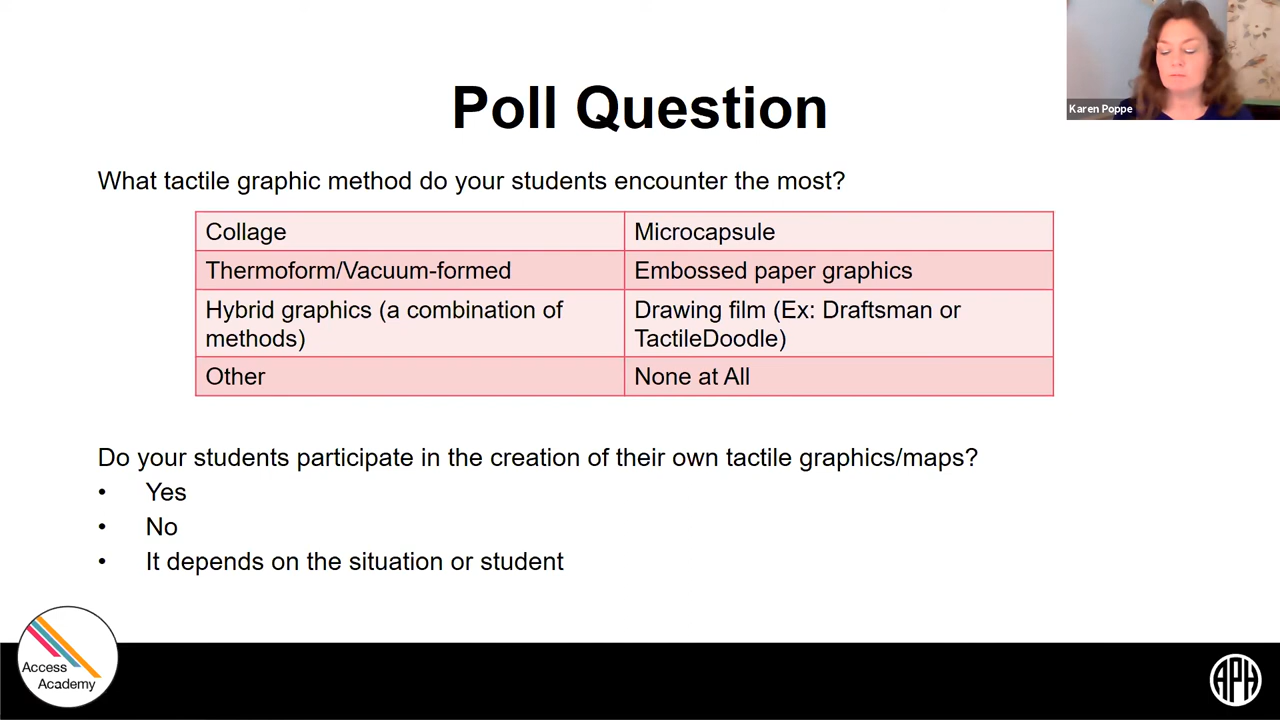 Karen Poppe
Poll Question
What tactile graphic method do your students encounter the most?
Collage
Microcapsule
Thermoform/Vacuum-formed
Embossed paper graphics
Hybrid graphics (a combination of
methods)
Drawing film (Ex: Draftsman or
TactileDoodle)
Other
None at All
Do your students participate in the creation of their own tactile graphics/maps?
• Yes
• No
• It depends on the situation or student
Access
Academy
APH